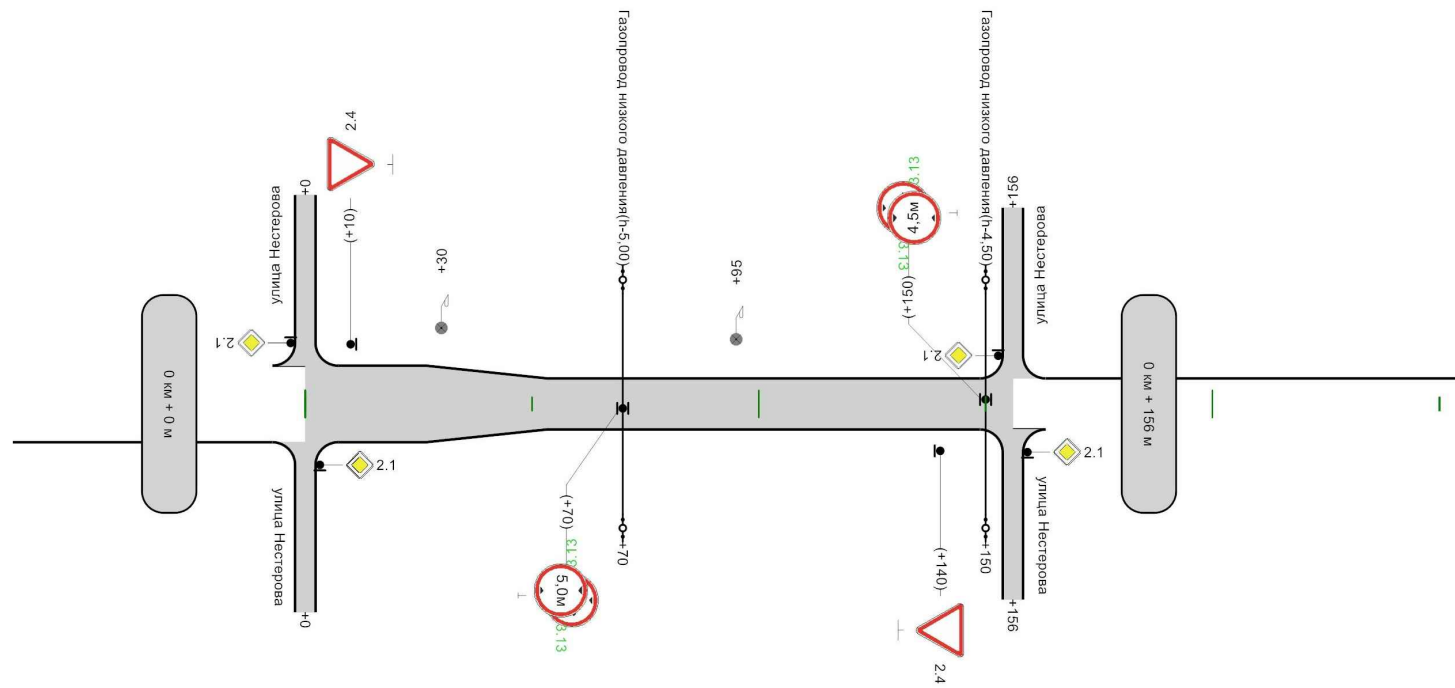 2.4
+0
улица Нестерова
(+10)
2.1
+30
Газопровод низкого давления(h-5,00)
+95
3.13
4,5м
3.13
(+150)
Газопровод низкого давления(h-4,50)
+156
улица Нестерова
2.1
0 км + 0 м
0 км + 156 м
2.1
улица Нестерова
+0
(+70)
3.13
5,0м
3.13
+70
(+140)
2.4
+150
2.1
улица Нестерова
+156